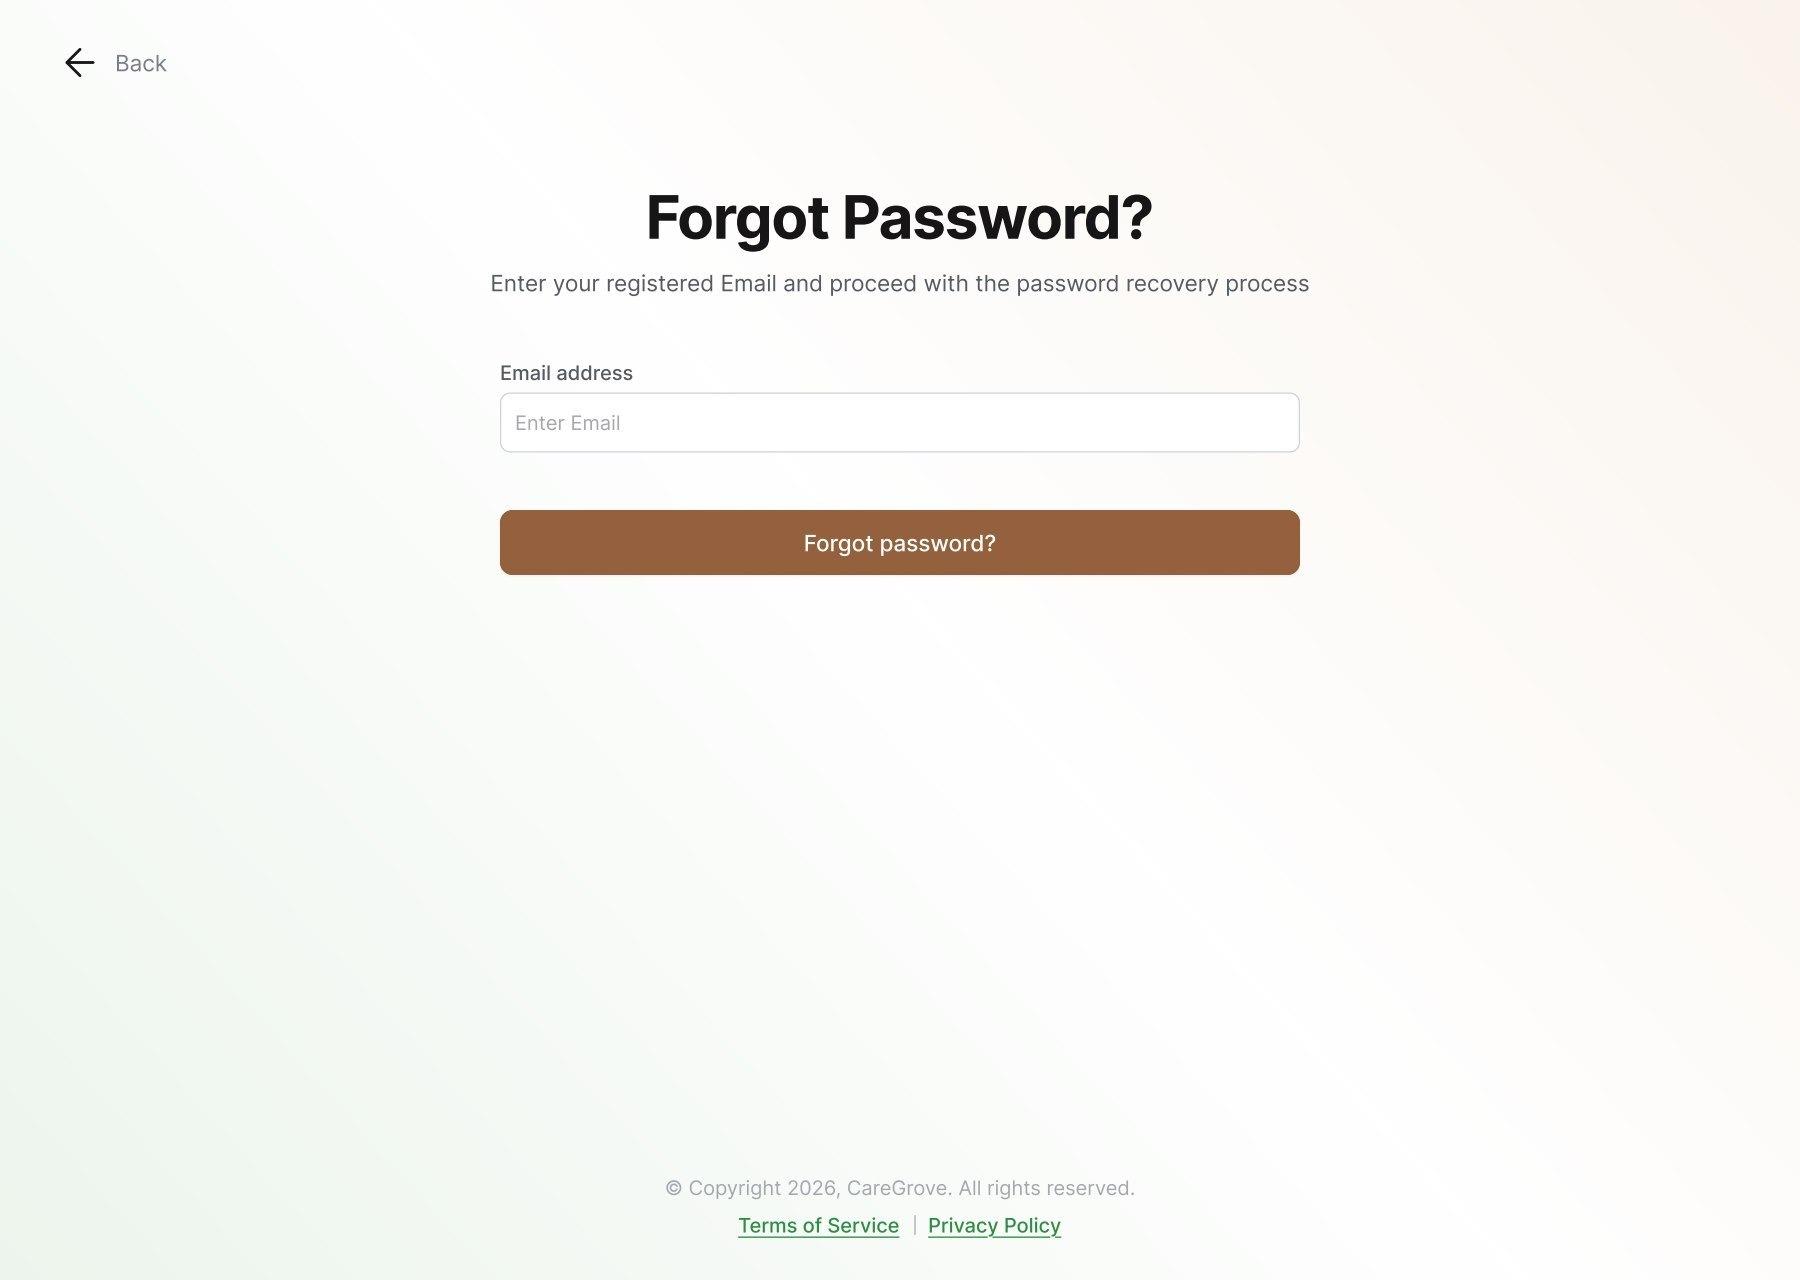 Back
Forgot Password?
Enter your registered Email and proceed with the password recovery process
Email address
Enter Email
Forgot password?
© Copyright 2026, CareGrove. All rights reserved.
Terms of Service | Privacy Policy